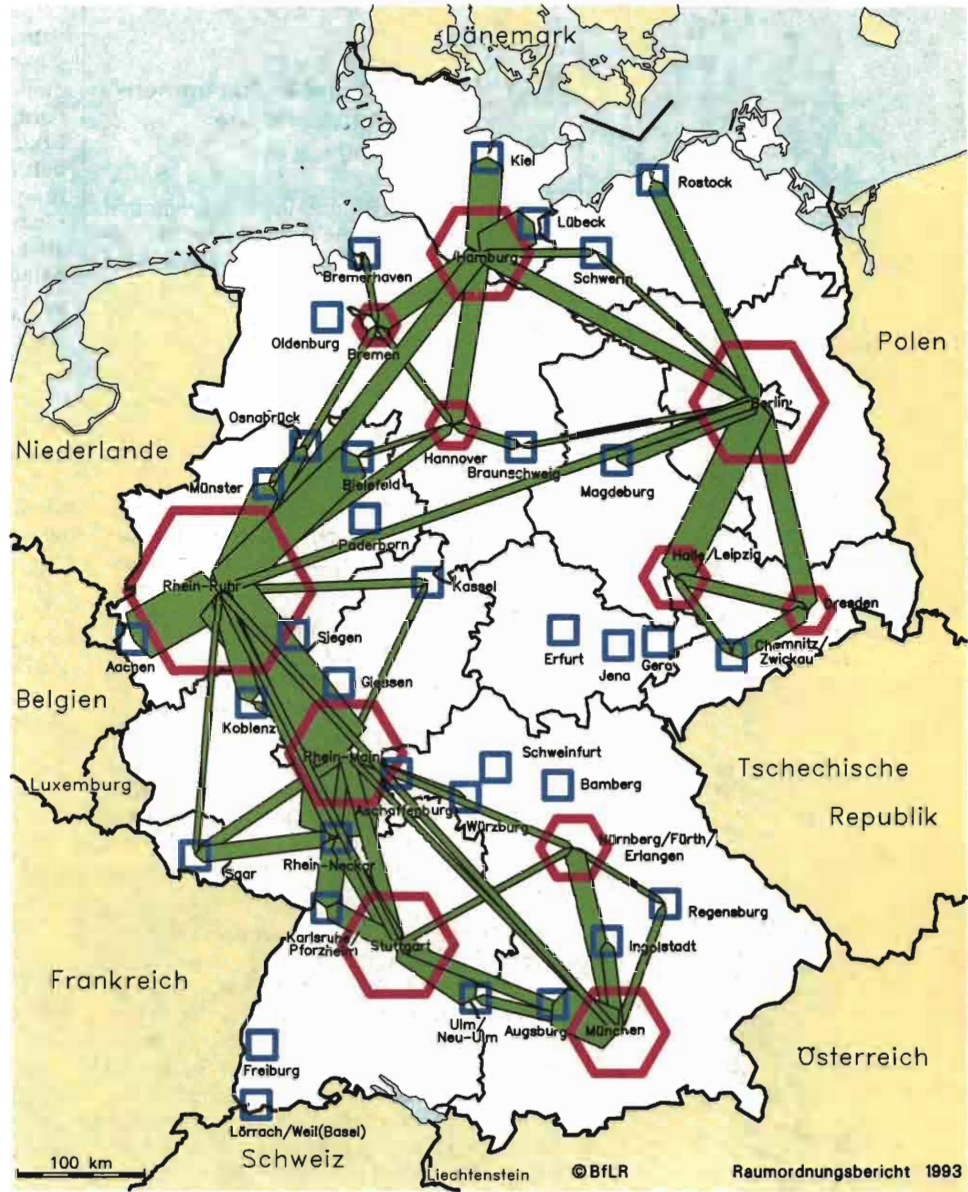 Dänemark
Kiel
Rostock
Lübeck
Hamburg
Schwerin
Bremerhaven
Oldenburg
Bremen
Polen
Berlin
Osnabrück
Niederlande
Hannover
Braunschweig
Bielefeld
Münster
Magdeburg
Paderborn
Halle/Leipzig
Rhein-Ruhr
Kassel
Dresden
Siegen
Aachen
Erfurt
Jena
Gera
Chemnitz
Zwickau
Giessen
Belgien
Koblenz
Rhein-Main
Schweinfurt
Tschechische
Republik
Luxemburg
Bamberg
Aschaffenburg
Würzburg
Nürnberg/Fürth/
Erlangen
Rhein-Neckar
Saar
Regensburg
Karlsruhe/
Pforzheim
Stuttgart
Ingolstadt
Frankreich
Ulm/
Neu-Ulm
Augsburg
München
Freiburg
Österreich
Lörrach/Weil(Basel)
100 km
Schweiz
Liechtenstein
©BfLR
Raumordnungsbericht 1993